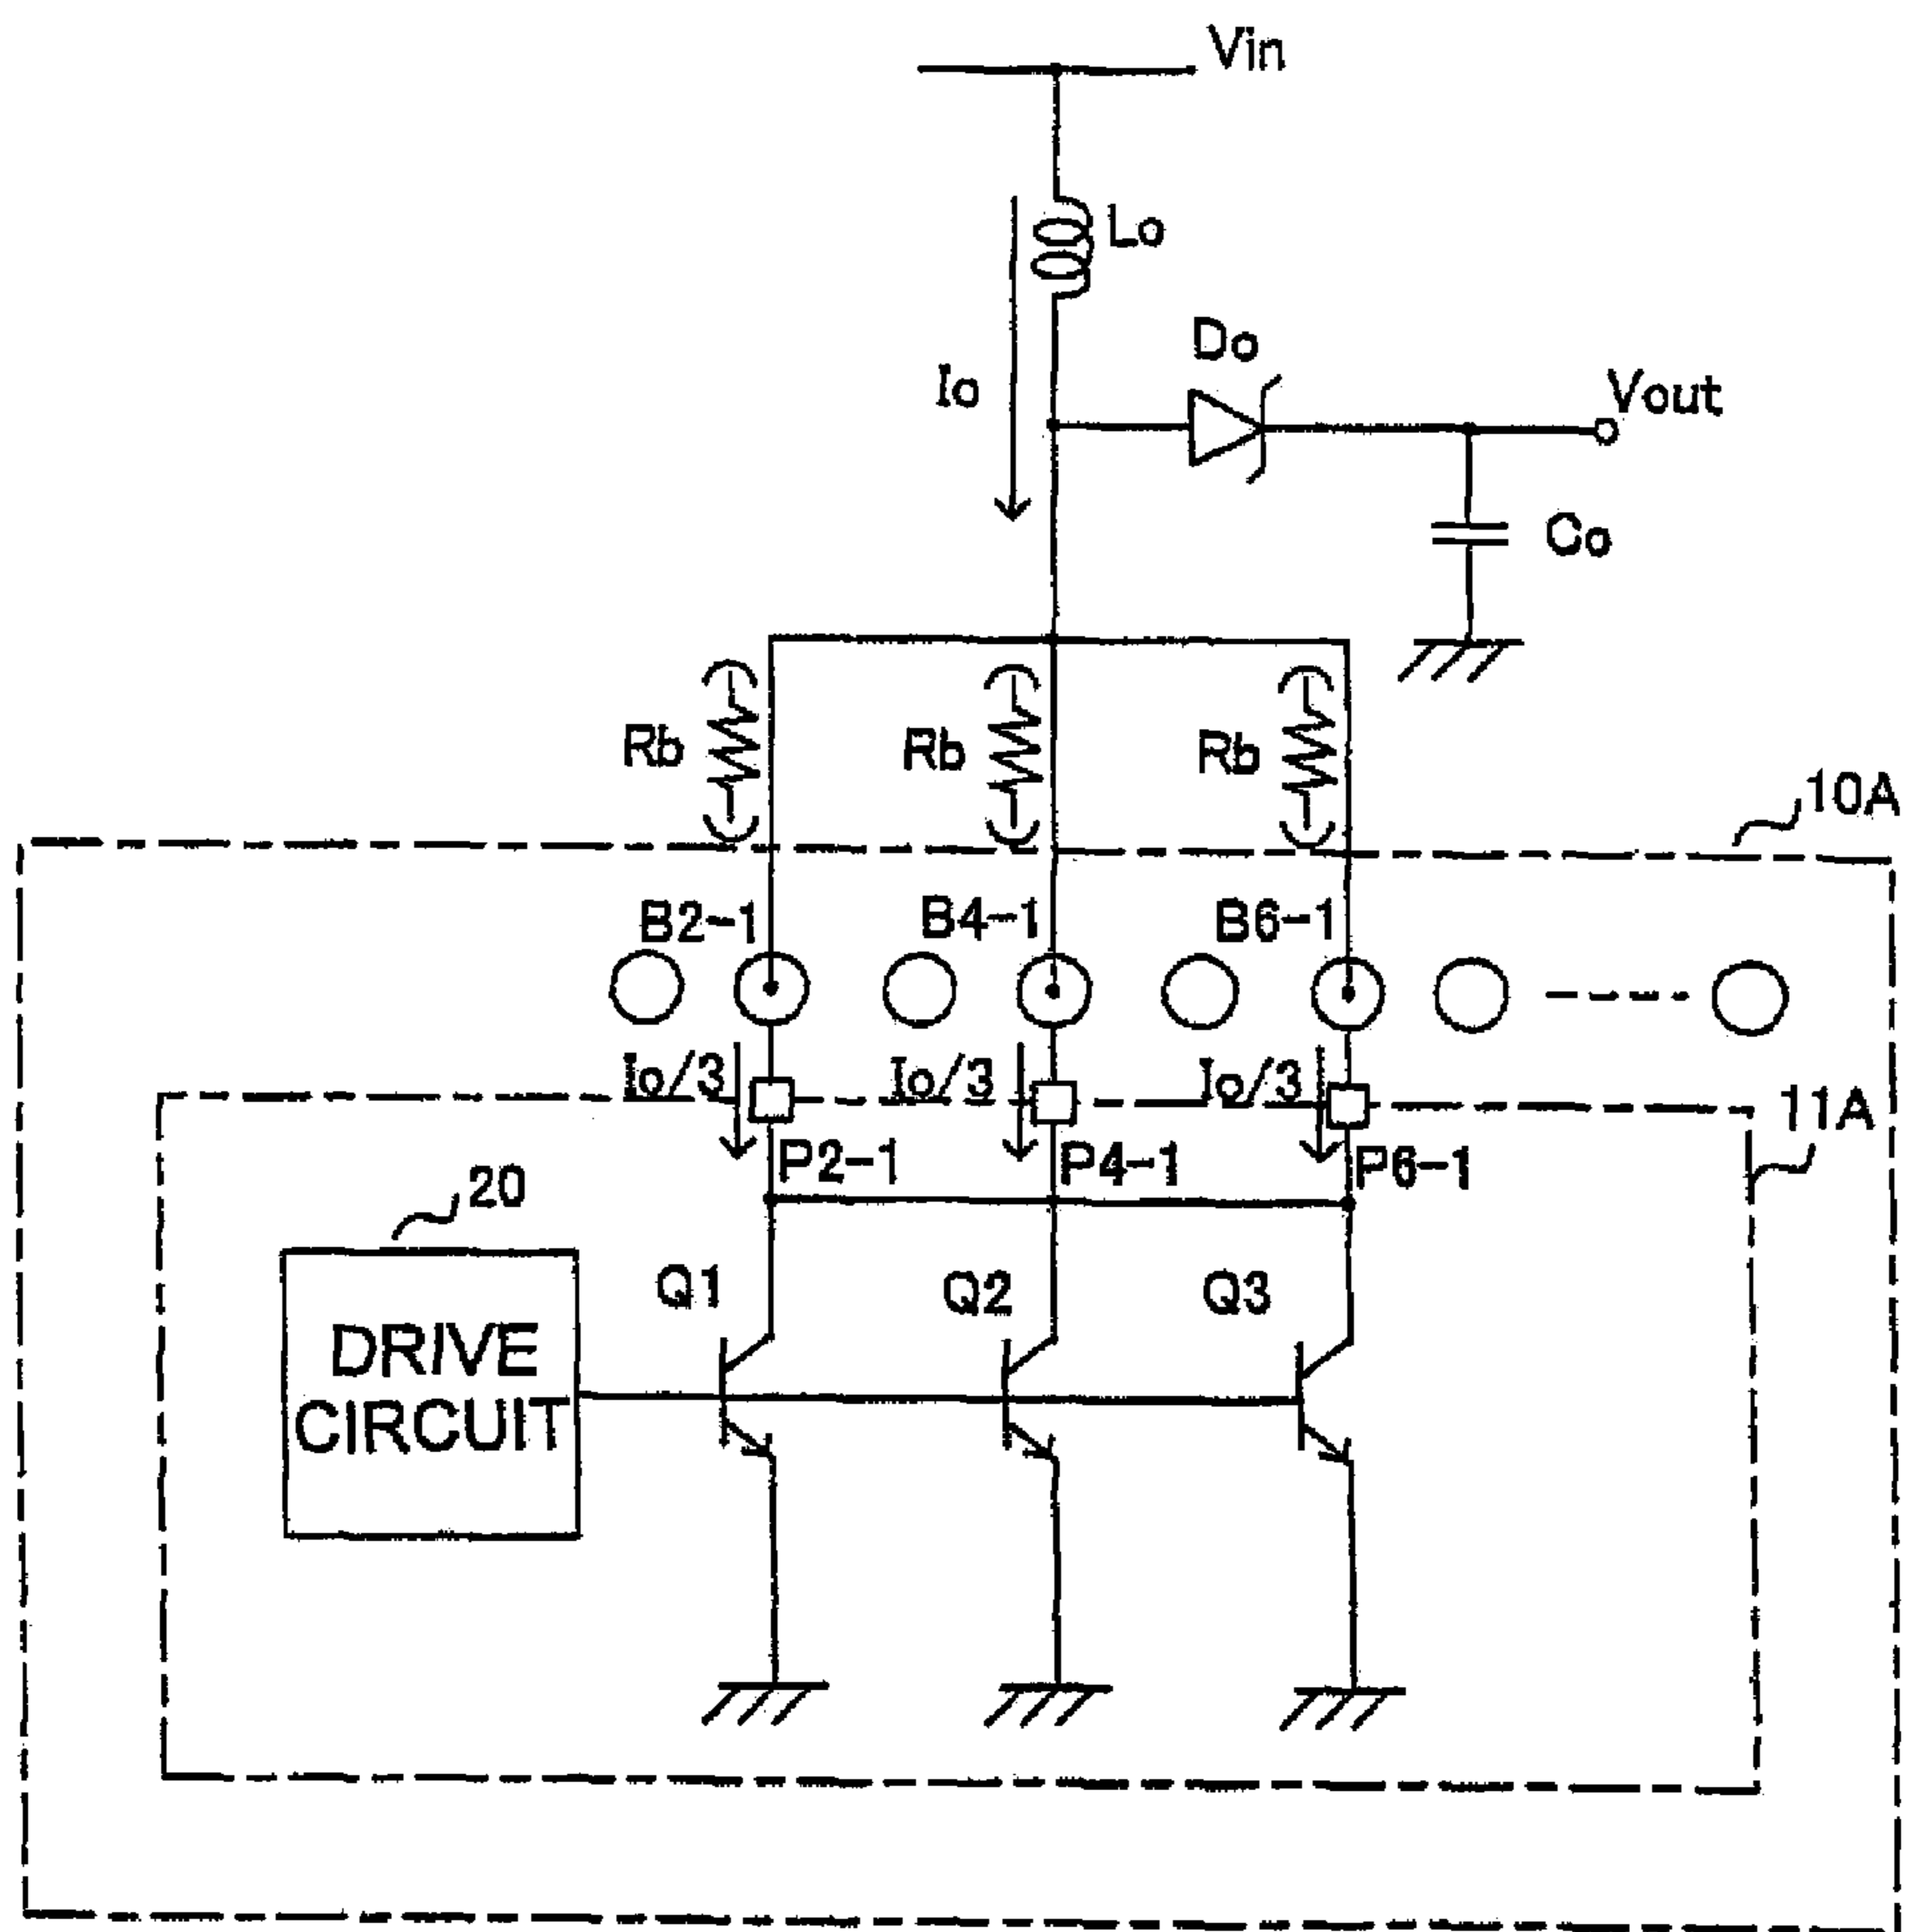 Vin
Lo
Do
Io
Vout
Co
Rb
Rb
Rb
10A
B2-1
B4-1
B6-1
Io/3
Io/3
Io/3
11A
P2-1
P4-1
P6-1
20
Q1
Q2
Q3
DRIVE
CIRCUIT